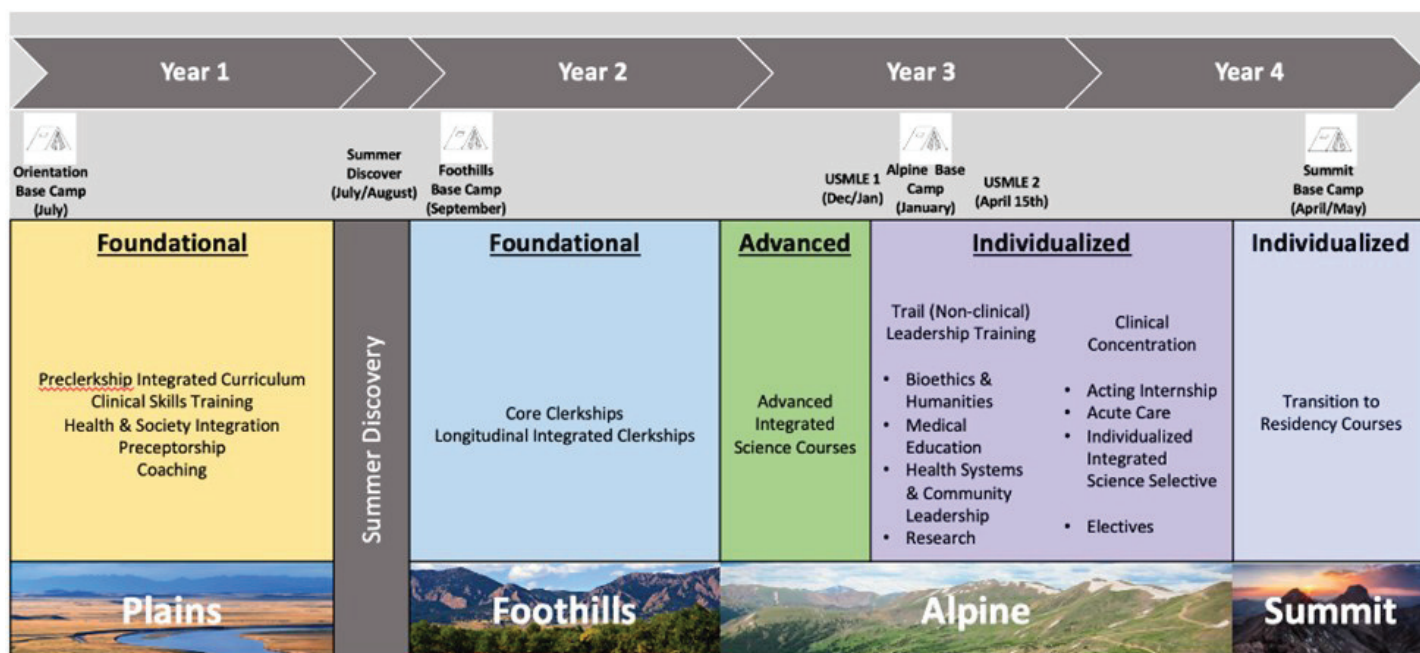 Year 1
Year 2
Year 3
Year 4
Orientation
Base Camp
(July)
Summer
Discover
(July/August)
Foothills
Base Camp
(September)
USMLE 1
(Dec/Jan)
Alpine Base
Camp
(January)
USMLE 2
(April 15th)
Summit
Base Camp
(April/May)
Foundational
Preclerkship Integrated Curriculum
Clinical Skills Training
Health & Society Integration
Preceptorship
Coaching
Summer Discovery
Foundational
Core Clerkships
Longitudinal Integrated Clerkships
Advanced
Advanced
Integrated
Science Courses
Individualized
Trail (Non-clinical)
Leadership Training
• Bioethics &
Humanities
• Medical
Education
• Health Systems
& Community
Leadership
• Research
Clinical
Concentration
• Acting Internship
• Acute Care
• Individualized
Integrated
Science Selective
• Electives
Individualized
Transition to
Residency Courses
Plains
Foothills
Alpine
Summit